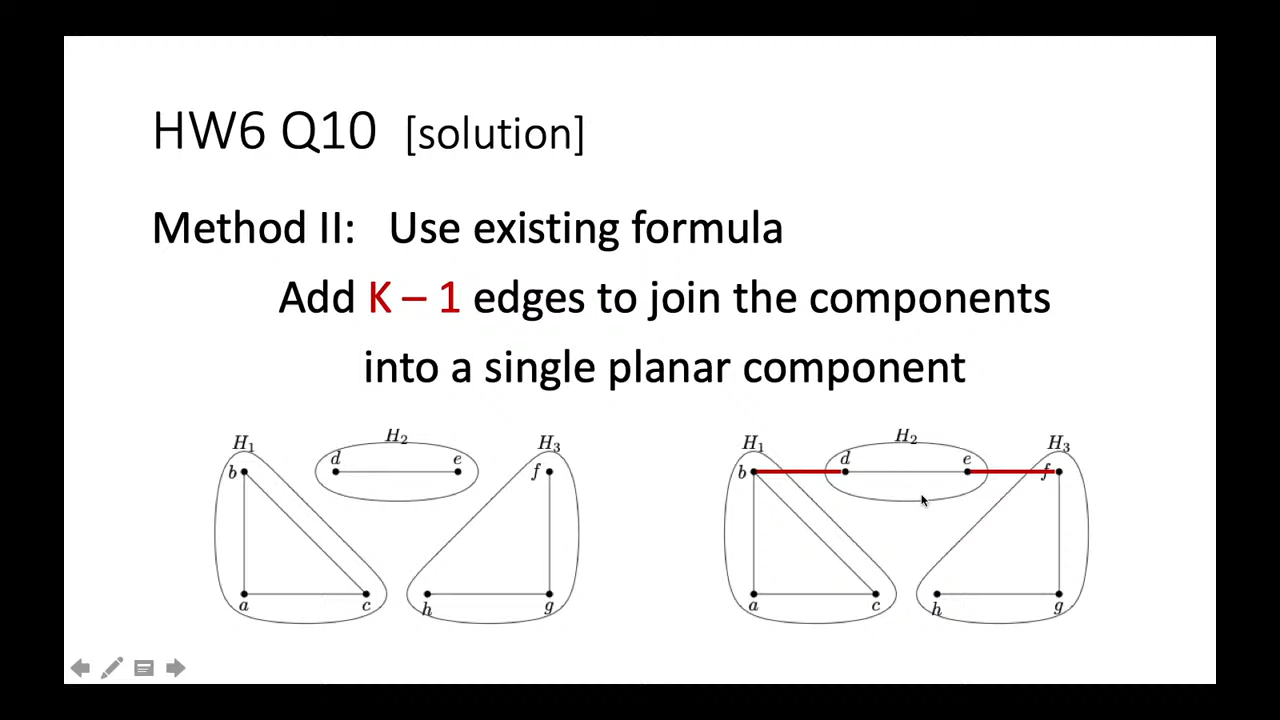 HW6 Q10 [solution]
Method II: Use existing formula
Add K – 1 edges to join the components
into a single planar component
H₁ H₂ H₃ H₁ H₂ H₃
b d e f b d e f
a c h g a c h g